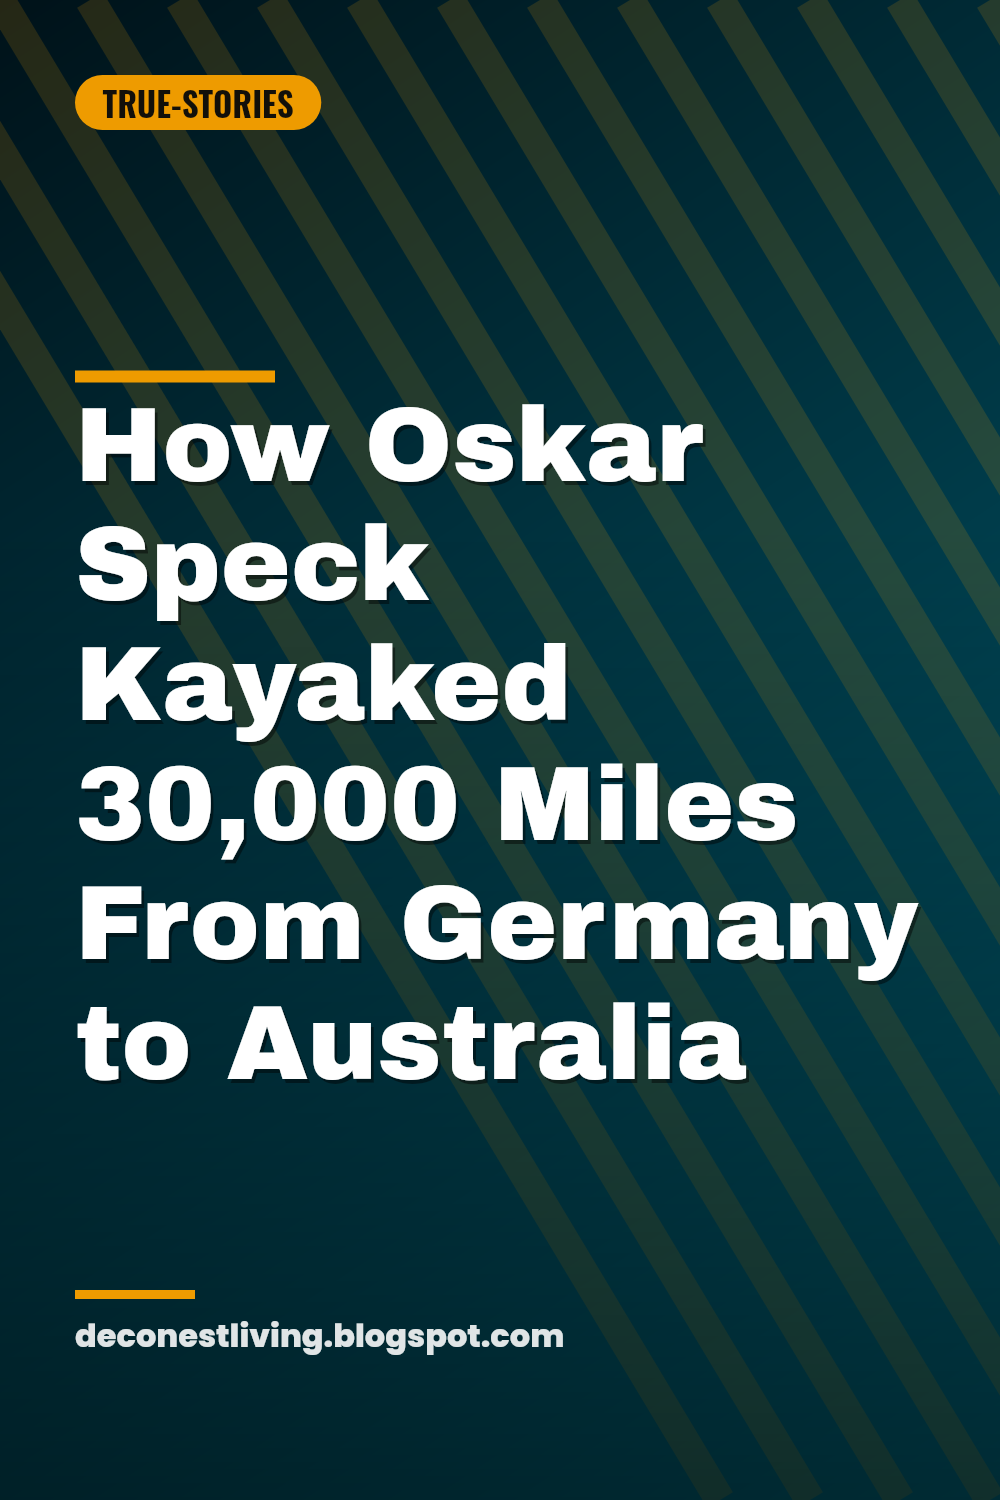 TRUE-STORIES
How Oskar
Speck
Kayaked
30,000 Miles
From Germany
to Australia
deconestliving.blogspot.com